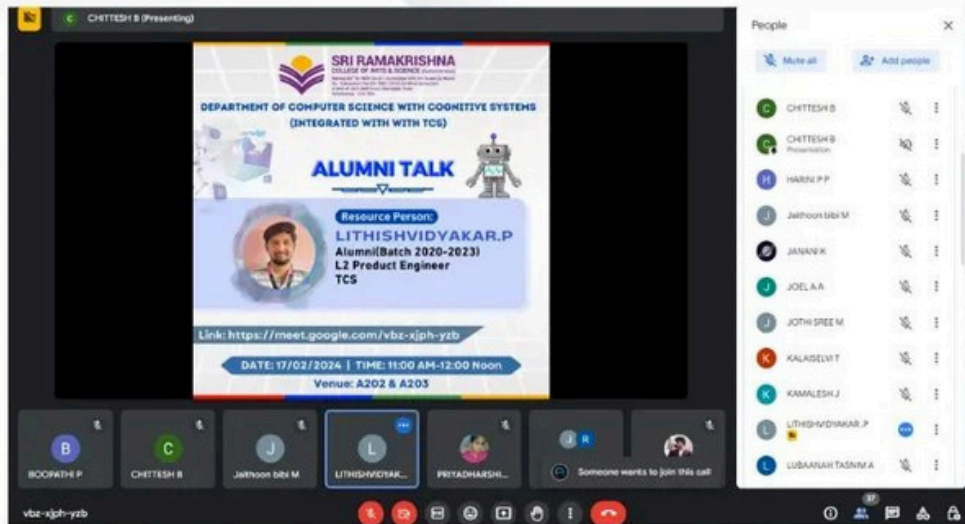 CHITTESH B (Presenting)
SRI RAMAKRISHNA
COLLEGE OF ARTS & SCIENCE (Autonomous)
DEPARTMENT OF COMPUTER SCIENCE WITH COGNITIVE SYSTEMS
(INTEGRATED WITH WITH TCS)
ALUMNI TALK
Resource Person:
LITHISHVIDYAKAR.P
Alumni(Batch 2020-2023)
L2 Product Engineer
TCS
Link: https://meet.google.com/vbz-xjph-yzb
DATE: 17/02/2024 | TIME: 11:00 AM-12:00 Noon
Venue: A202 & A203
B
BOOPATHI P
C
CHITTESH B
J
Jaithoon bibi M
L
LITHISHVIDYAK...
PRIYADHARSHI...
J R
Someone wants to join this call
vbz-xjph-yzb
People
Mute all
Add people
C CHITTESH B
C CHITTESH B
Presentation
H HARINI P P
J Jaithoon bibi M
JANANI K
J JOEL A A
J JOTHI SREE M
K KALAISELVI T
K KAMALESH J
L LITHISHVIDYAKAR .P
L LUBAANAH TASNIM A
37